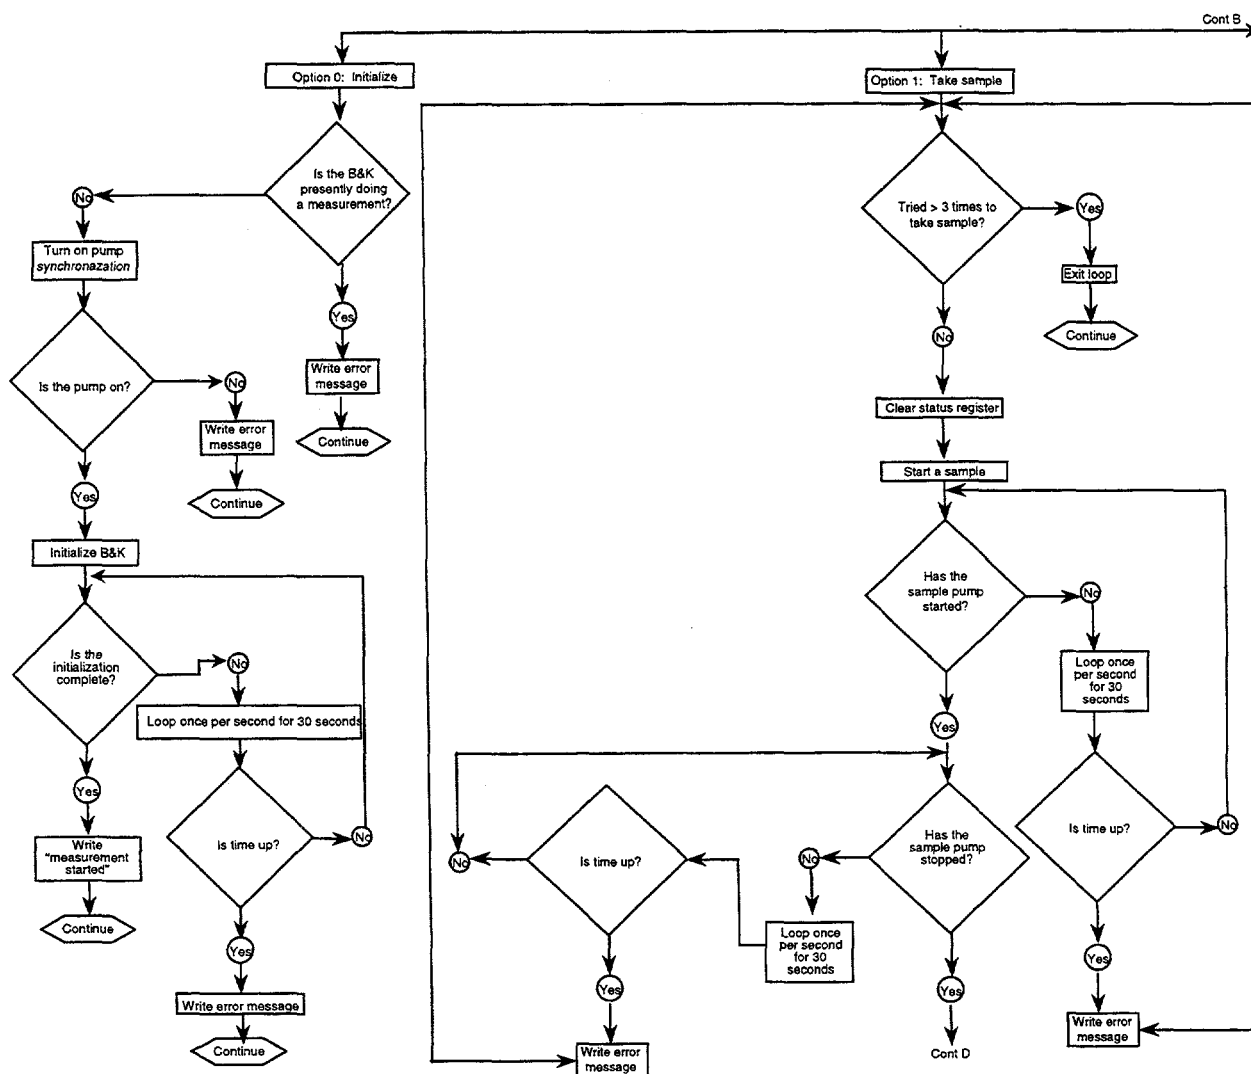 Cont B
Option 0: Initialize
Option 1: Take sample
Is the B&K
presently doing
a measurement?
No
Turn on pump
synchronazation
Yes
Write error
message
Continue
Is the pump on?
No
Write error
message
Continue
Yes
Initialize B&K
Is the
initialization
complete?
No
Loop once per second for 30 seconds
Is time up?
No
Yes
Write
"measurement
started"
Continue
Yes
Write error message
Continue
Tried > 3 times to
take sample?
Yes
Exit loop
Continue
No
Clear status register
Start a sample
Has the
sample pump
started?
No
Loop once
per second
for 30
seconds
Is time up?
No
Yes
Write error
message
Yes
Has the
sample pump
stopped?
No
Loop once
per second
for 30
seconds
Is time up?
No
Yes
Write error
message
Yes
Cont D